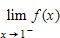 lim f(x)
x→1⁻